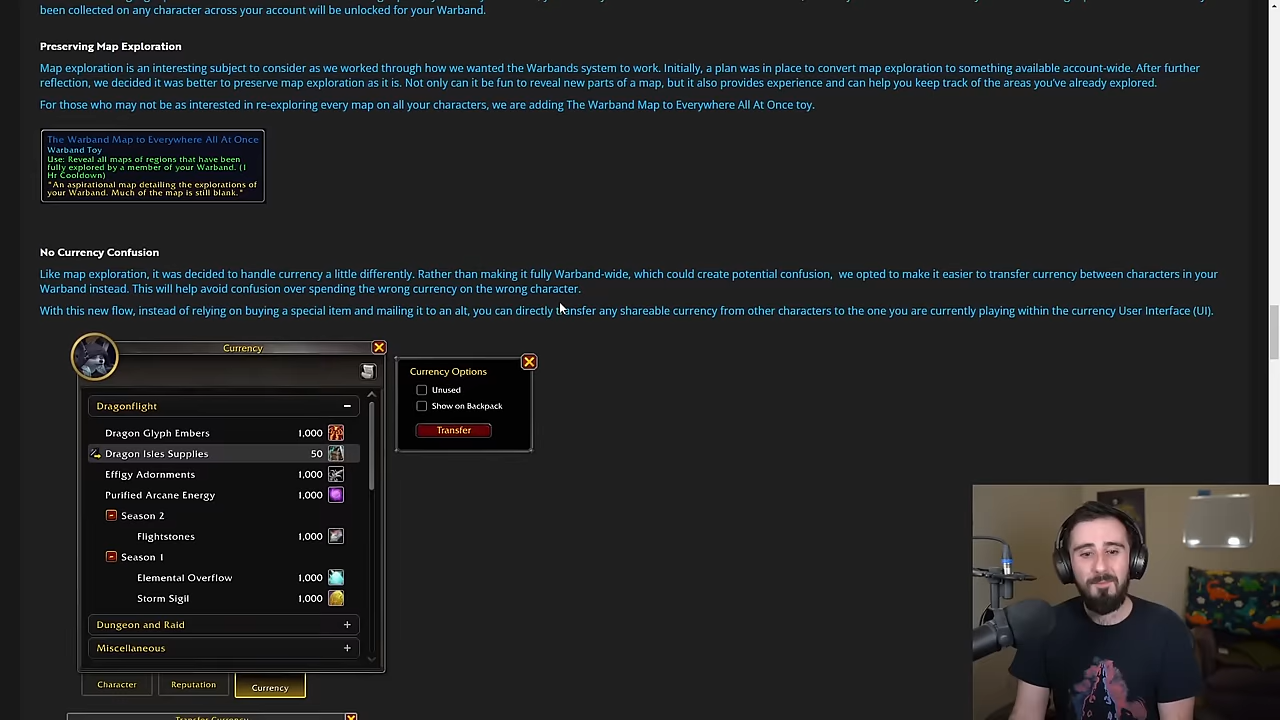 been collected on any character across your account will be unlocked for your Warband.
Preserving Map Exploration
Map exploration is an interesting subject to consider as we worked through how we wanted the Warbands system to work. Initially, a plan was in place to convert map exploration to something available account-wide. After further
reflection, we decided it was better to preserve map exploration as it is. Not only can it be fun to reveal new parts of a map, but it also provides experience and can help you keep track of the areas you've already explored.
For those who may not be as interested in re-exploring every map on all your characters, we are adding The Warband Map to Everywhere All At Once toy.
The Warband Map to Everywhere All At Once
Warband Toy
Use: Reveal all maps of regions that have been
fully explored by a member of your Warband. (1
Hr Cooldown)
"An aspirational map detailing the explorations of
your Warband. Much of the map is still blank."
No Currency Confusion
Like map exploration, it was decided to handle currency a little differently. Rather than making it fully Warband-wide, which could create potential confusion, we opted to make it easier to transfer currency between characters in your
Warband instead. This will help avoid confusion over spending the wrong currency on the wrong character.
With this new flow, instead of relying on buying a special item and mailing it to an alt, you can directly transfer any shareable currency from other characters to the one you are currently playing within the currency User Interface (UI).
Currency
Dragonflight
Dragon Glyph Embers 1,000
Dragon Isles Supplies 50
Effigy Adornments 1,000
Purified Arcane Energy 1,000
Season 2
Flightstones 1,000
Season 1
Elemental Overflow 1,000
Storm Sigil 1,000
Dungeon and Raid +
Miscellaneous +
Character Reputation Currency
Currency Options
Unused
Show on Backpack
Transfer
Transfer Currency